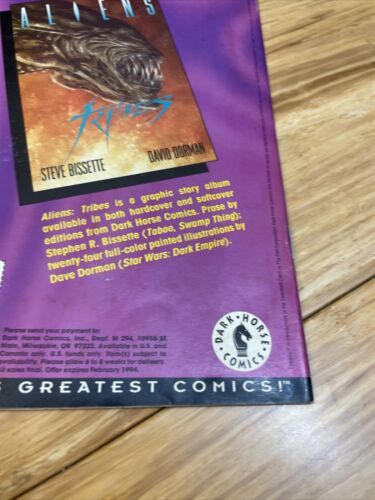 ALIENS
Tribes
STEVE BISSETTE
DAVID DORMAN
Aliens: Tribes is a graphic story album
available in both hardcover and softcover
editions from Dark Horse Comics. Prose by
Stephen R. Bissette (Taboo, Swamp Thing);
twenty-four full-color painted illustrations by
Dave Dorman (Star Wars: Dark Empire).
Please send your payment to:
Dark Horse Comics, Inc., Dept. M 294, 10956 SE
Main, Milwaukie, OR 97222. Available in U.S. and
Canada only. U.S. funds only. Item(s) subject to
availability. Please allow 6 to 8 weeks for delivery.
All sales final. Offer expires February 1994.
DARK HORSE
COMICS
GREATEST COMICS!™